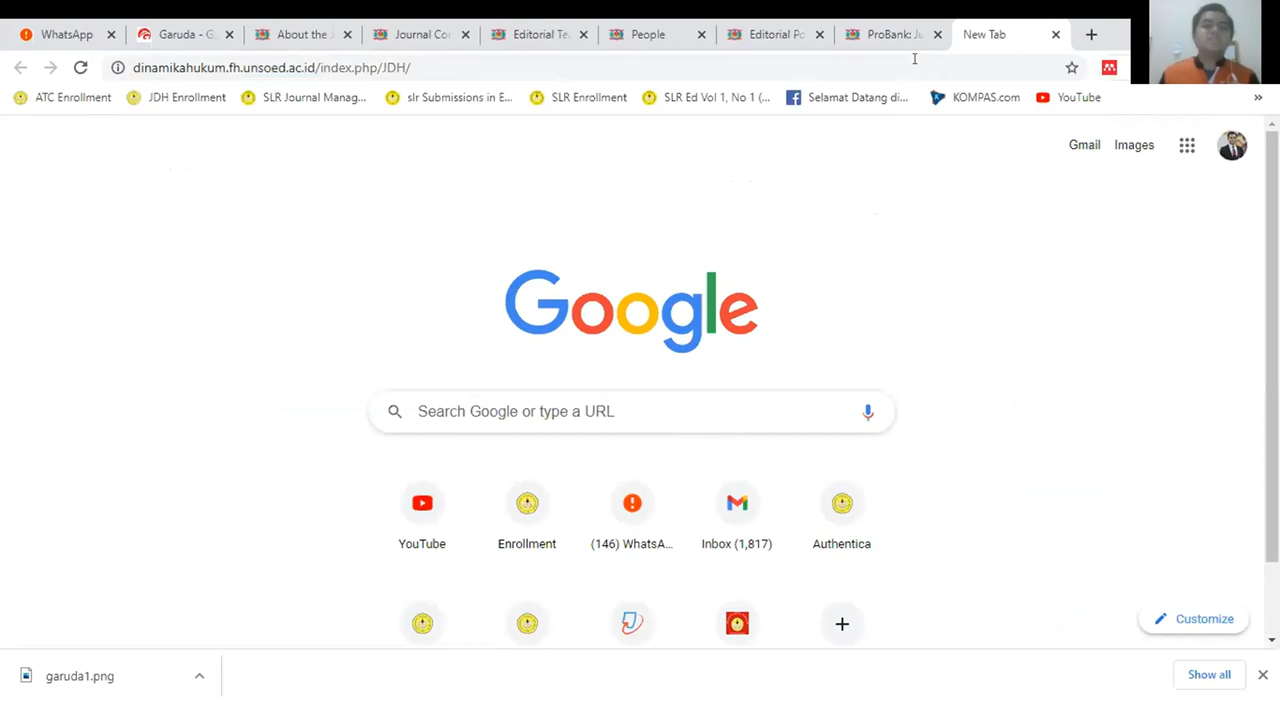 WhatsApp
Garuda - G
About the J
Journal Co
Editorial Te
People
Editorial Po
ProBank: Ju
New Tab
dinamikahukum.fh.unsoed.ac.id/index.php/JDH/
ATC Enrollment
JDH Enrollment
SLR Journal Manag...
slr Submissions in E...
SLR Enrollment
SLR Ed Vol 1, No 1 (...
Selamat Datang di...
KOMPAS.com
YouTube
»
Gmail
Images
Google
Search Google or type a URL
YouTube
Enrollment
(146) WhatsA...
Inbox (1,817)
Authentica
Customize
garuda1.png
Show all